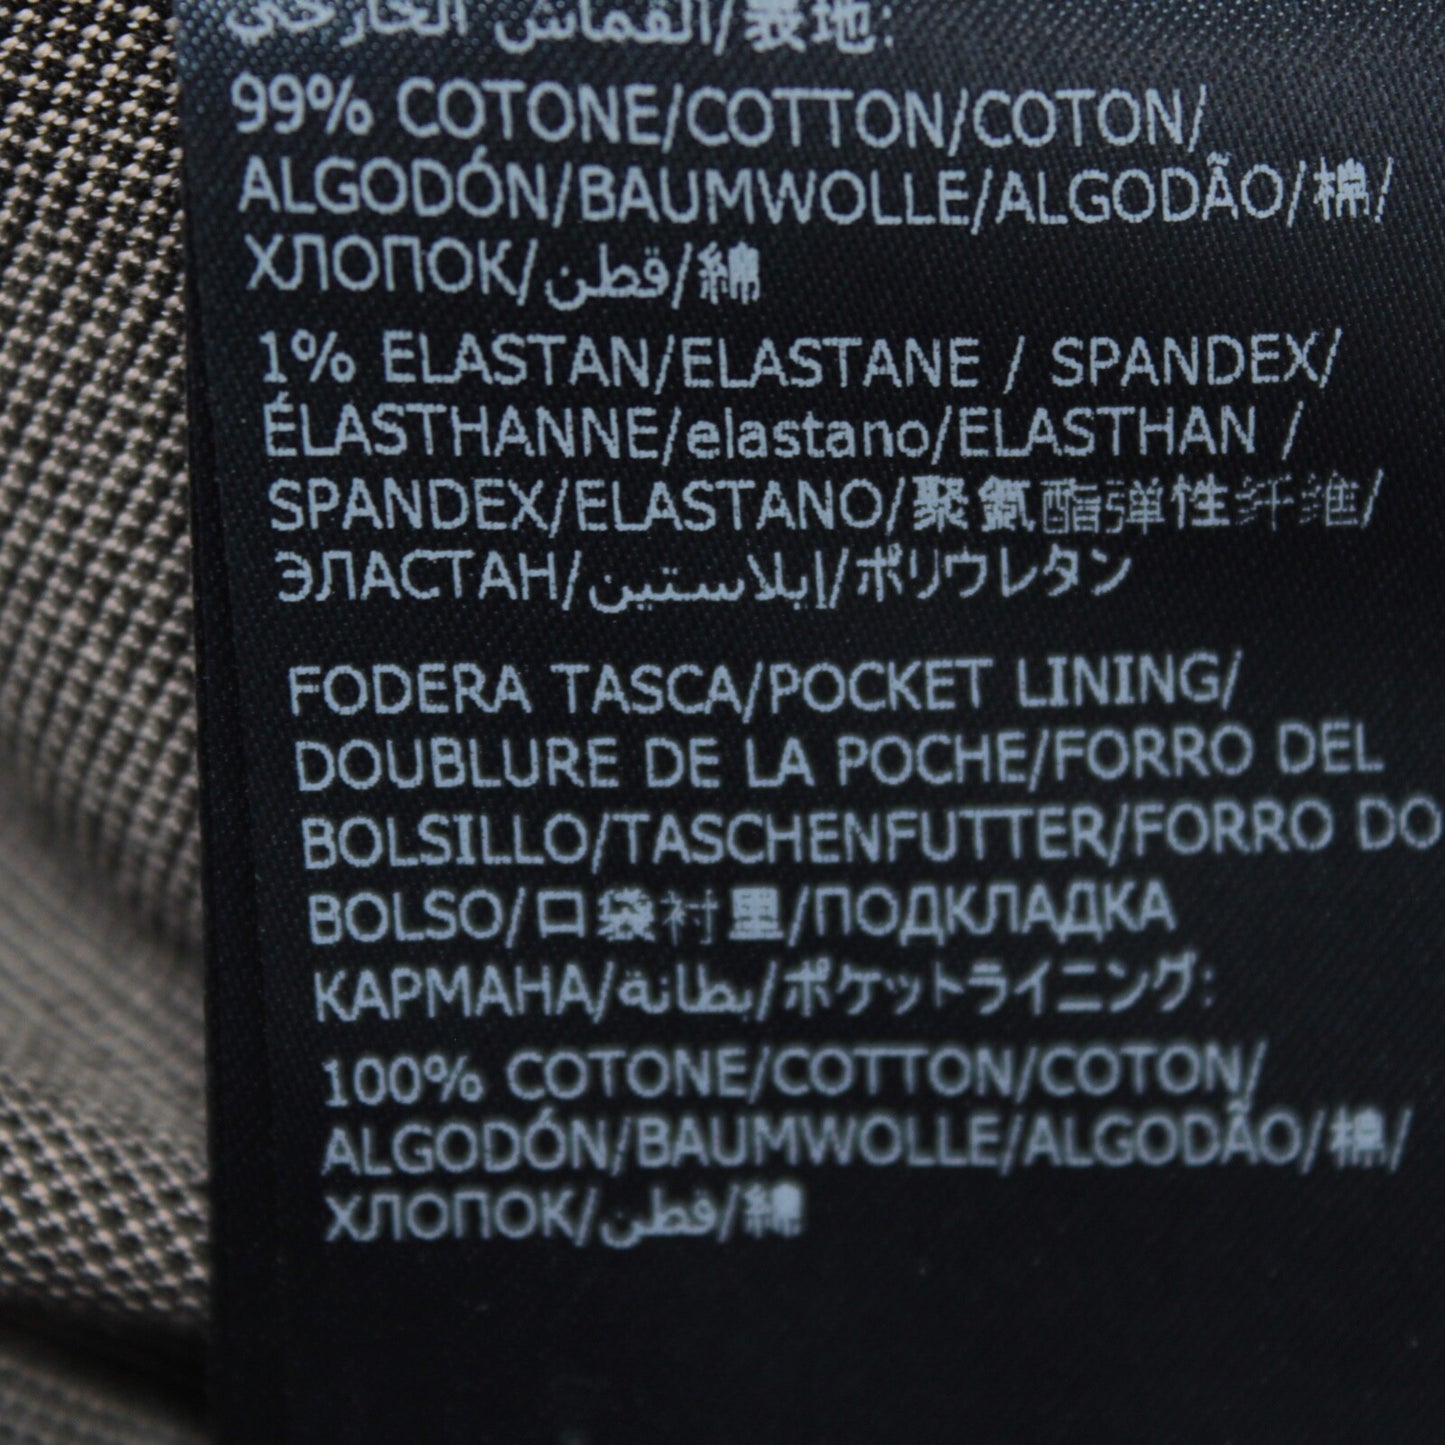 القماش الخارجي/表地:
99% COTONE/COTTON/COTON/
ALGODÓN/BAUMWOLLE/ALGODÃO/棉/
ХЛОПОК/قطن/綿
1% ELASTAN/ELASTANE / SPANDEX/
ÉLASTHANNE/elastano/ELASTHAN /
SPANDEX/ELASTANO/聚氨酯弹性纤维/
ЭЛАСТАН/إيلاستين/ポリウレタン
FODERA TASCA/POCKET LINING/
DOUBLURE DE LA POCHE/FORRO DEL
BOLSILLO/TASCHENFUTTER/FORRO DO
BOLSO/口袋衬里/ПОДКЛАДКА
КАРМАНА/بطانة/ポケットライニング:
100% COTONE/COTTON/COTON/
ALGODÓN/BAUMWOLLE/ALGODÃO/棉/
ХЛОПОК/قطن/綿